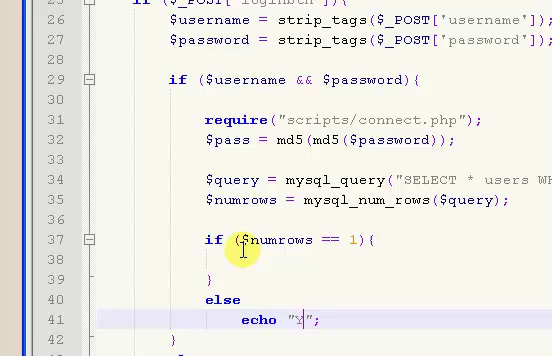 25 if ($_POST['loginbtn']){
26 $username = strip_tags($_POST['username']);
27 $password = strip_tags($_POST['password']);
28
29 if ($username && $password){
30
31 require("scripts/connect.php");
32 $pass = md5(md5($password));
33
34 $query = mysql_query("SELECT * users WH
35 $numrows = mysql_num_rows($query);
36
37 if ($numrows == 1){
38
39 }
40 else
41 echo "Y";
42 }